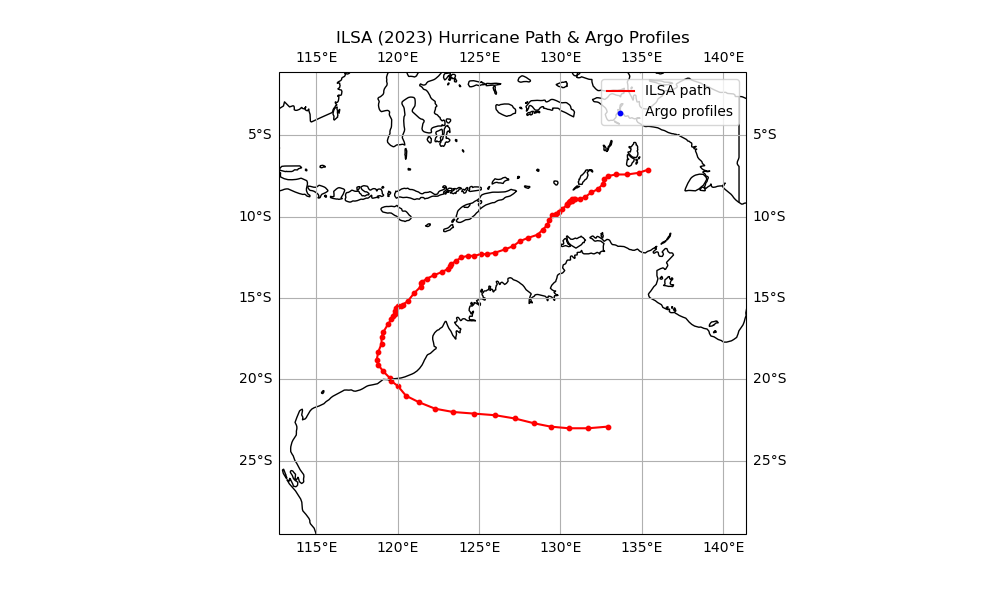 ILSA (2023) Hurricane Path & Argo Profiles
115°E 120°E 125°E 130°E 135°E 140°E
ILSA path
Argo profiles
5°S 5°S
10°S 10°S
15°S 15°S
20°S 20°S
25°S 25°S
115°E 120°E 125°E 130°E 135°E 140°E